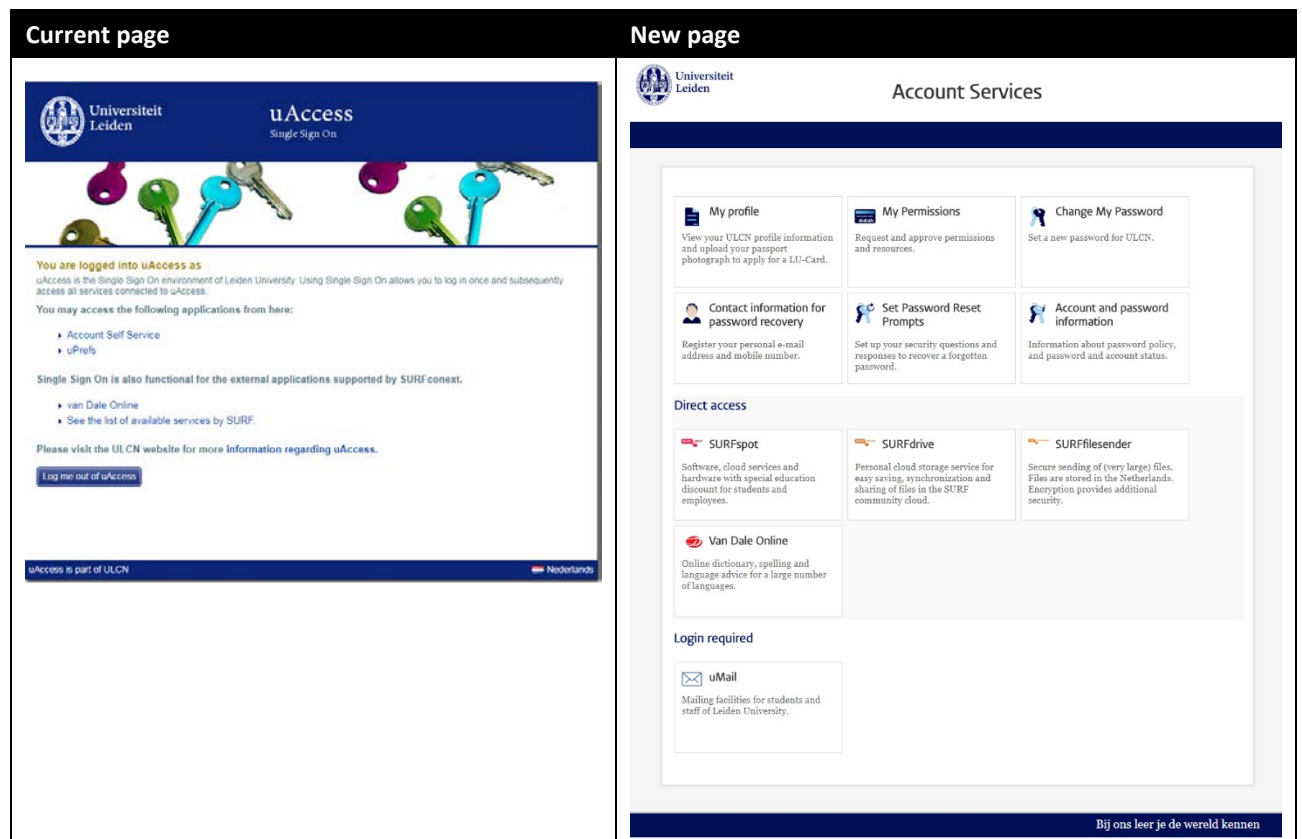 Current page
New page
Universiteit
Leiden
uAccess
Single Sign On
You are logged into uAccess as
uAccess is the Single Sign On environment of Leiden University. Using Single Sign On allows you to log in once and subsequently
access all services connected to uAccess.
You may access the following applications from here:
Account Self Service
uPrefs
Single Sign On is also functional for the external applications supported by SURFconext.
van Dale Online
See the list of available services by SURF.
Please visit the ULCN website for more information regarding uAccess.
Log me out of uAccess
uAccess is part of ULCN
Nederlands
Universiteit
Leiden
Account Services
My profile
View your ULCN profile information
and upload your passport
photograph to apply for a LU-Card.
My Permissions
Request and approve permissions
and resources.
Change My Password
Set a new password for ULCN.
Contact information for
password recovery
Register your personal e-mail
address and mobile number.
Set Password Reset
Prompts
Set up your security questions and
responses to recover a forgotten
password.
Account and password
information
Information about password policy,
and password and account status.
Direct access
SURFspot
Software, cloud services and
hardware with special education
discount for students and
employees.
SURFdrive
Personal cloud storage service for
easy saving, synchronization and
sharing of files in the SURF
community cloud.
SURFfilesender
Secure sending of (very large) files.
Files are stored in the Netherlands.
Encryption provides additional
security.
Van Dale Online
Online dictionary, spelling and
language advice for a large number
of languages.
Login required
uMail
Mailing facilities for students and
staff of Leiden University.
Bij ons leer je de wereld kennen